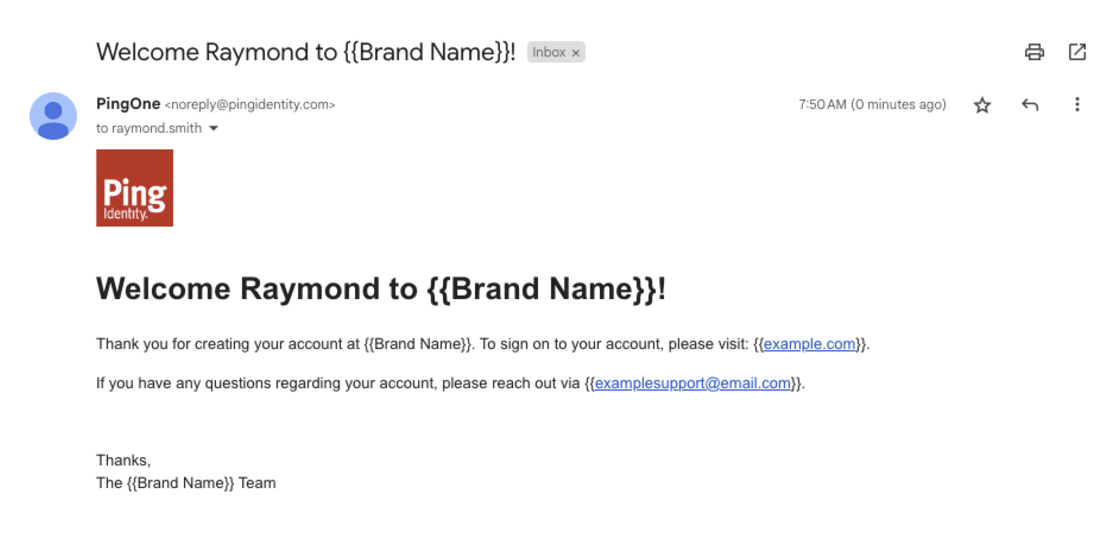 Welcome Raymond to {{Brand Name}}! Inbox ×
PingOne <noreply@pingidentity.com> 7:50 AM (0 minutes ago)
to raymond.smith
Ping
Identity.
Welcome Raymond to {{Brand Name}}!
Thank you for creating your account at {{Brand Name}}. To sign on to your account, please visit: {{example.com}}.
If you have any questions regarding your account, please reach out via {{examplesupport@email.com}}.
Thanks,
The {{Brand Name}} Team